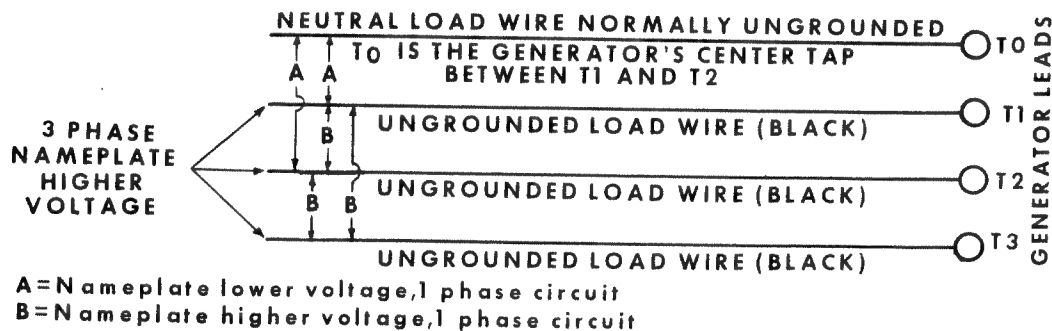 NEUTRAL LOAD WIRE NORMALLY UNGROUNDED
T0
T0 IS THE GENERATOR'S CENTER TAP
BETWEEN T1 AND T2
A A
T1
UNGROUNDED LOAD WIRE (BLACK)
B
3 PHASE
NAMEPLATE
HIGHER
VOLTAGE
T2
UNGROUNDED LOAD WIRE (BLACK)
B B
T3
UNGROUNDED LOAD WIRE (BLACK)
GENERATOR LEADS
A=Nameplate lower voltage,1 phase circuit
B=Nameplate higher voltage,1 phase circuit